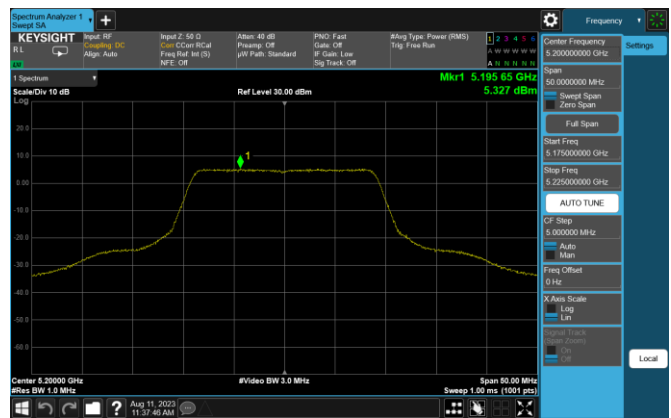 Spectrum Analyzer 1
Swept SA
+
Frequency
KEYSIGHT
Input: RF
Input Z: 50 Ω
Atten: 40 dB
PNO: Fast
#Avg Type: Power (RMS)
1 2 3 4 5 6
RL
Coupling: DC
Corr CCorr RCal
Preamp: Off
Gate: Off
Trig: Free Run
A W W W W W
Align: Auto
Freq Ref: Int (S)
µW Path: Standard
IF Gain: Low
NFE: Off
Sig Track: Off
A N N N N N
1 Spectrum
Mkr1 5.195 65 GHz
Scale/Div 10 dB
Ref Level 30.00 dBm
5.327 dBm
Log
20.0
10.0
1
0.00
-10.0
-20.0
-30.0
-40.0
-50.0
-60.0
Center 5.20000 GHz
#Video BW 3.0 MHz
Span 50.00 MHz
#Res BW 1.0 MHz
Sweep 1.00 ms (1001 pts)
Center Frequency
5.200000000 GHz
Settings
Span
50.0000000 MHz
Swept Span
Zero Span
Full Span
Start Freq
5.175000000 GHz
Stop Freq
5.225000000 GHz
AUTO TUNE
CF Step
5.000000 MHz
Auto
Man
Freq Offset
0 Hz
X Axis Scale
Log
Lin
Signal Track
(Span Zoom)
On
Off
Local
?
Aug 11, 2023
11:37:46 AM